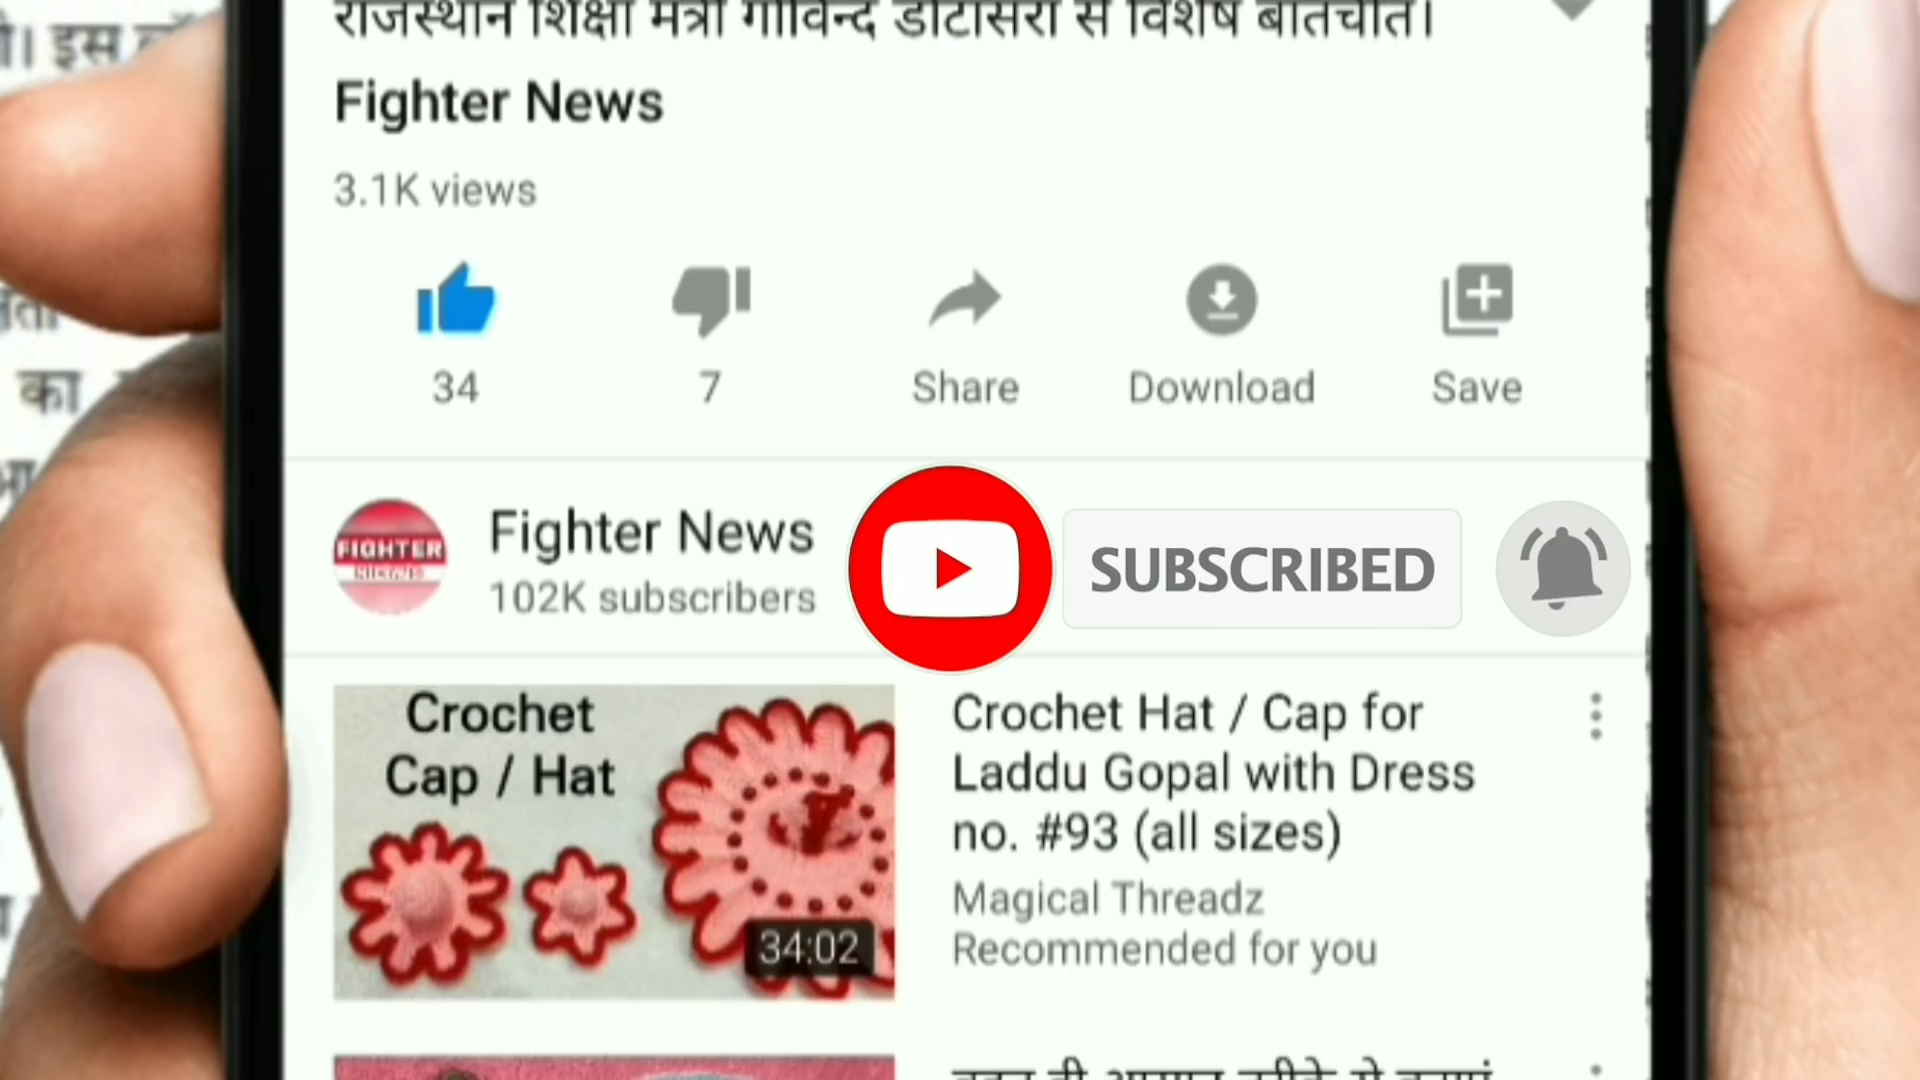 राजस्थान शिक्षा मंत्री गोविन्द डोटासरा से विशेष बातचीत।
। इस
Fighter News
3.1K views
34
7
Share
Download
Save
का
Fighter News
102K subscribers
FIGHTER
SUBSCRIBED
Crochet
Cap / Hat
34:02
Crochet Hat / Cap for
Laddu Gopal with Dress
no. #93 (all sizes)
Magical Threadz
Recommended for you